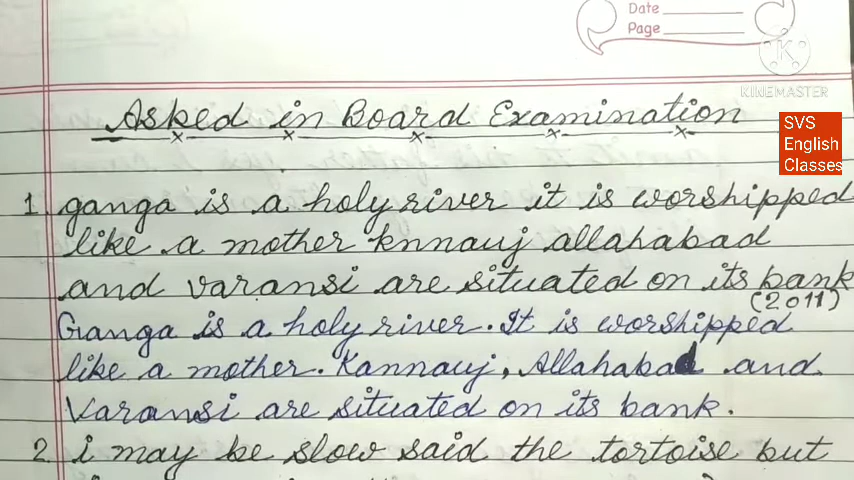 Date
Page
KINEMASTER
SVS
English
Classes
Asked in Board Examination
1. ganga is a holy river it is worshipped
like a mother knnauj allahabad
and varansi are situated on its bank
(2011)
Ganga is a holy river. It is worshipped
like a mother. Kannauj, Allahabad and
Varansi are situated on its bank.
2. i may be slow said the tortoise but